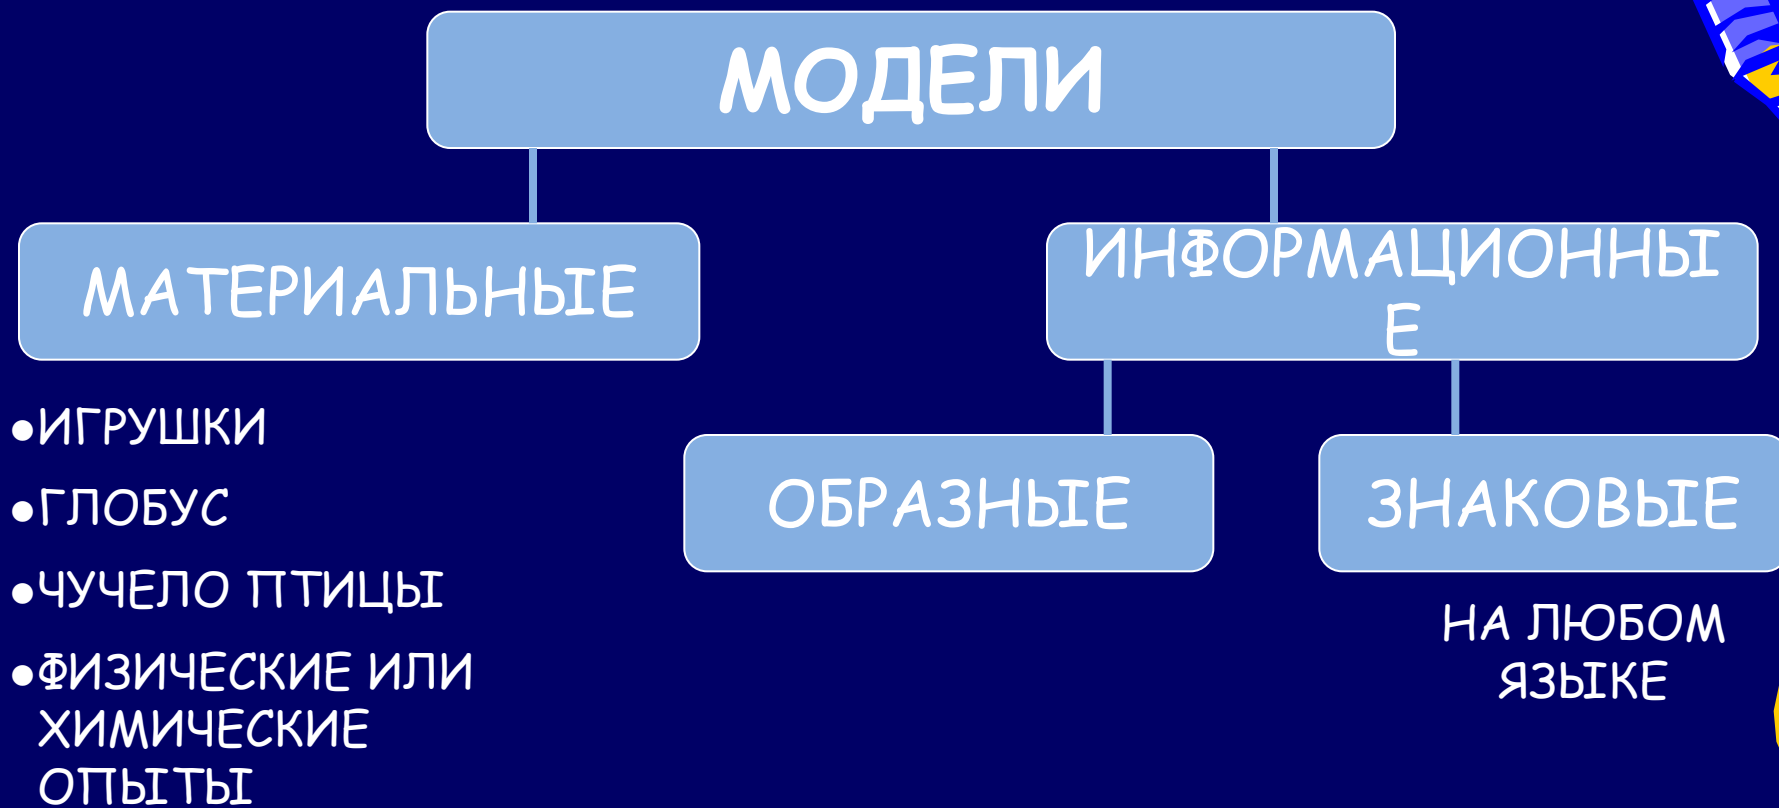 МОДЕЛИ
МАТЕРИАЛЬНЫЕ
ИНФОРМАЦИОННЫ
Е
•ИГРУШКИ
•ГЛОБУС
•ЧУЧЕЛО ПТИЦЫ
•ФИЗИЧЕСКИЕ ИЛИ
ХИМИЧЕСКИЕ
ОПЫТЫ
ОБРАЗНЫЕ
ЗНАКОВЫЕ
НА ЛЮБОМ
ЯЗЫКЕ